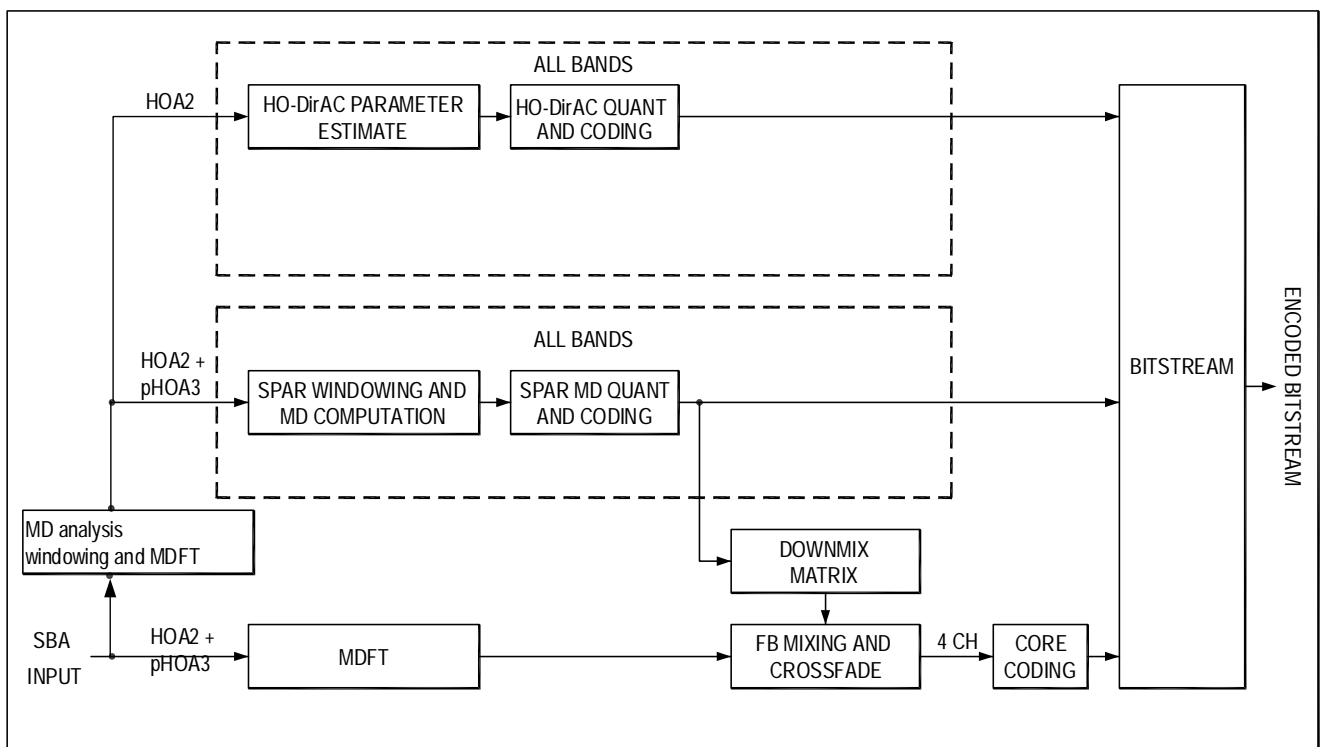 ALL BANDS
HOA2
HO-DirAC PARAMETER
ESTIMATE
HO-DirAC QUANT
AND CODING
ALL BANDS
HOA2 +
pHOA3
SPAR WINDOWING AND
MD COMPUTATION
SPAR MD QUANT
AND CODING
BITSTREAM
ENCODED BITSTREAM
MD analysis
windowing and MDFT
DOWNMIX
MATRIX
SBA
INPUT
HOA2 +
pHOA3
MDFT
FB MIXING AND
CROSSFADE
4 CH
CORE
CODING